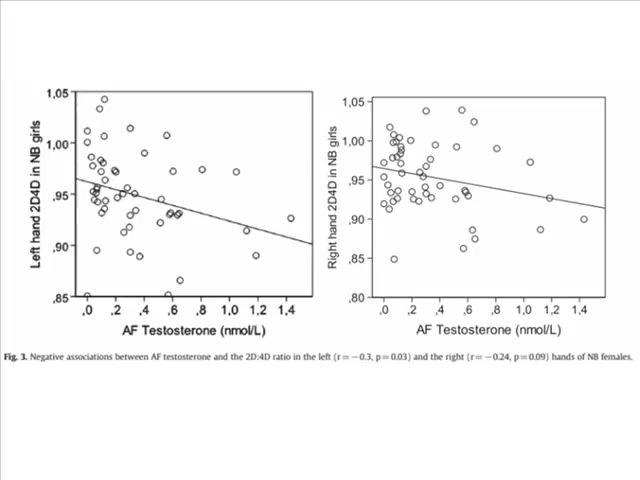 1,05
1,00
,95
,90
,85
Left hand 2D4D in NB girls
,0 ,2 ,4 ,6 ,8 1,0 1,2 1,4
AF Testosterone (nmol/L)
1,05
1,00
,95
,90
,85
,80
Right hand 2D4D in NB girls
,0 ,2 ,4 ,6 ,8 1,0 1,2 1,4
AF Testosterone (nmol/L)
Fig. 3. Negative associations between AF testosterone and the 2D:4D ratio in the left (r=−0.3, p=0.03) and the right (r=−0.24, p=0.09) hands of NB females.